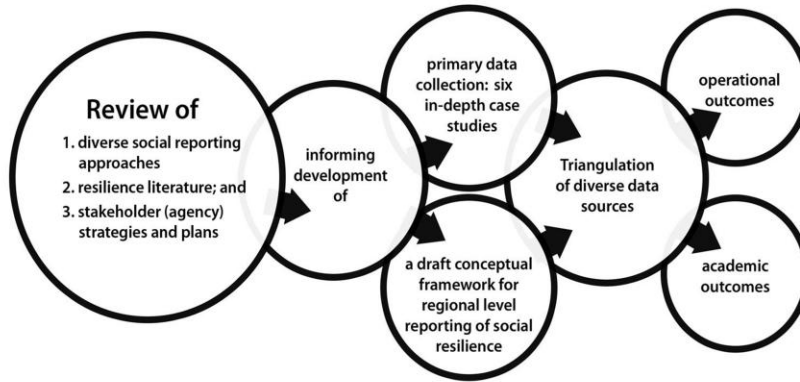 Review of
1. diverse social reporting
approaches
2. resilience literature; and
3. stakeholder (agency)
strategies and plans
informing
development
of
primary data
collection: six
in-depth case
studies
a draft conceptual
framework for
regional level
reporting of social
resilience
Triangulation
of diverse data
sources
operational
outcomes
academic
outcomes